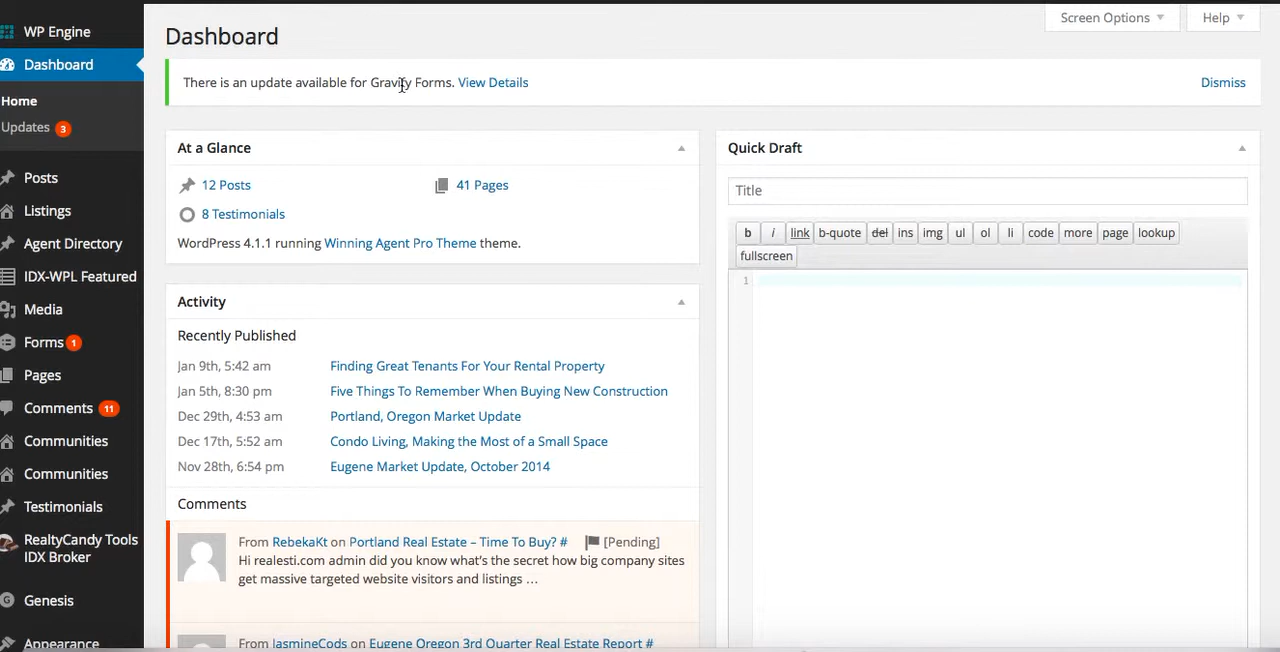 WP Engine
Dashboard
Home
Updates 3
Posts
Listings
Agent Directory
IDX-WPL Featured
Media
Forms 1
Pages
Comments 11
Communities
Communities
Testimonials
RealtyCandy Tools
IDX Broker
Genesis
Appearance
Screen Options
Help
Dashboard
There is an update available for Gravity Forms. View Details
Dismiss
At a Glance
12 Posts
41 Pages
8 Testimonials
WordPress 4.1.1 running Winning Agent Pro Theme theme.
Activity
Recently Published
Jan 9th, 5:42 am Finding Great Tenants For Your Rental Property
Jan 5th, 8:30 pm Five Things To Remember When Buying New Construction
Dec 29th, 4:53 am Portland, Oregon Market Update
Dec 17th, 5:52 am Condo Living, Making the Most of a Small Space
Nov 28th, 6:54 pm Eugene Market Update, October 2014
Comments
From RebekaKt on Portland Real Estate – Time To Buy? # [Pending]
Hi realesti.com admin did you know what's the secret how big company sites
get massive targeted website visitors and listings …
From JasmineCods on Eugene Oregon 3rd Quarter Real Estate Report #
Quick Draft
Title
b i link b-quote del ins img ul ol li code more page lookup
fullscreen
1